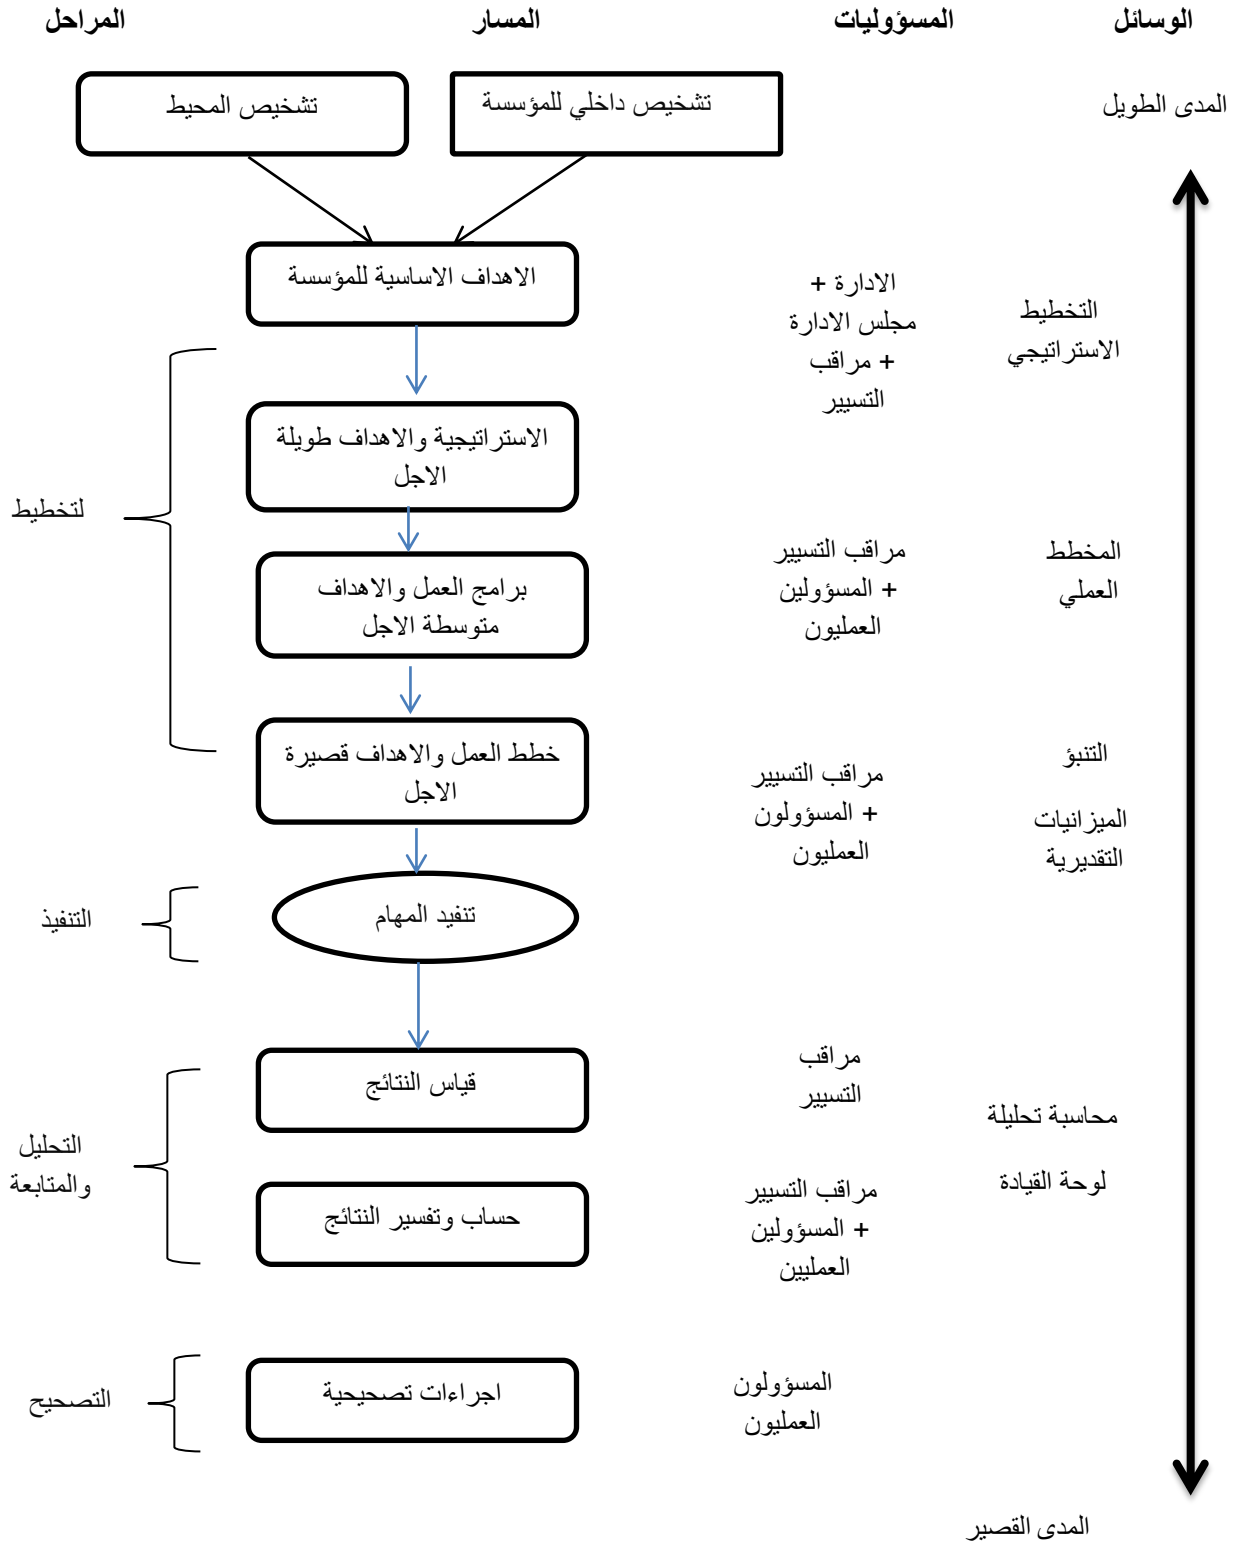 الوسائل
المسؤوليات
المسار
المراحل
المدى الطويل
تشخيص داخلي للمؤسسة
تشخيص المحيط
الاهداف الاساسية للمؤسسة
الادارة +
مجلس الادارة
+ مراقب
التسيير
التخطيط
الاستراتيجي
الاستراتيجية والاهداف طويلة
الاجل
لتخطيط
برامج العمل والاهداف
متوسطة الاجل
مراقب التسيير
+ المسؤولين
العمليون
المخطط
العملي
خطط العمل والاهداف قصيرة
الاجل
مراقب التسيير
+ المسؤولون
العمليون
التنبؤ
الميزانيات
التقديرية
تنفيد المهام
التنفيذ
قياس النتائج
مراقب
التسيير
محاسبة تحليلة
لوحة القيادة
التحليل
والمتابعة
حساب وتفسير النتائج
مراقب التسيير
+ المسؤولين
العمليين
اجراءات تصحيحية
المسؤولون
العمليون
التصحيح
المدى القصير